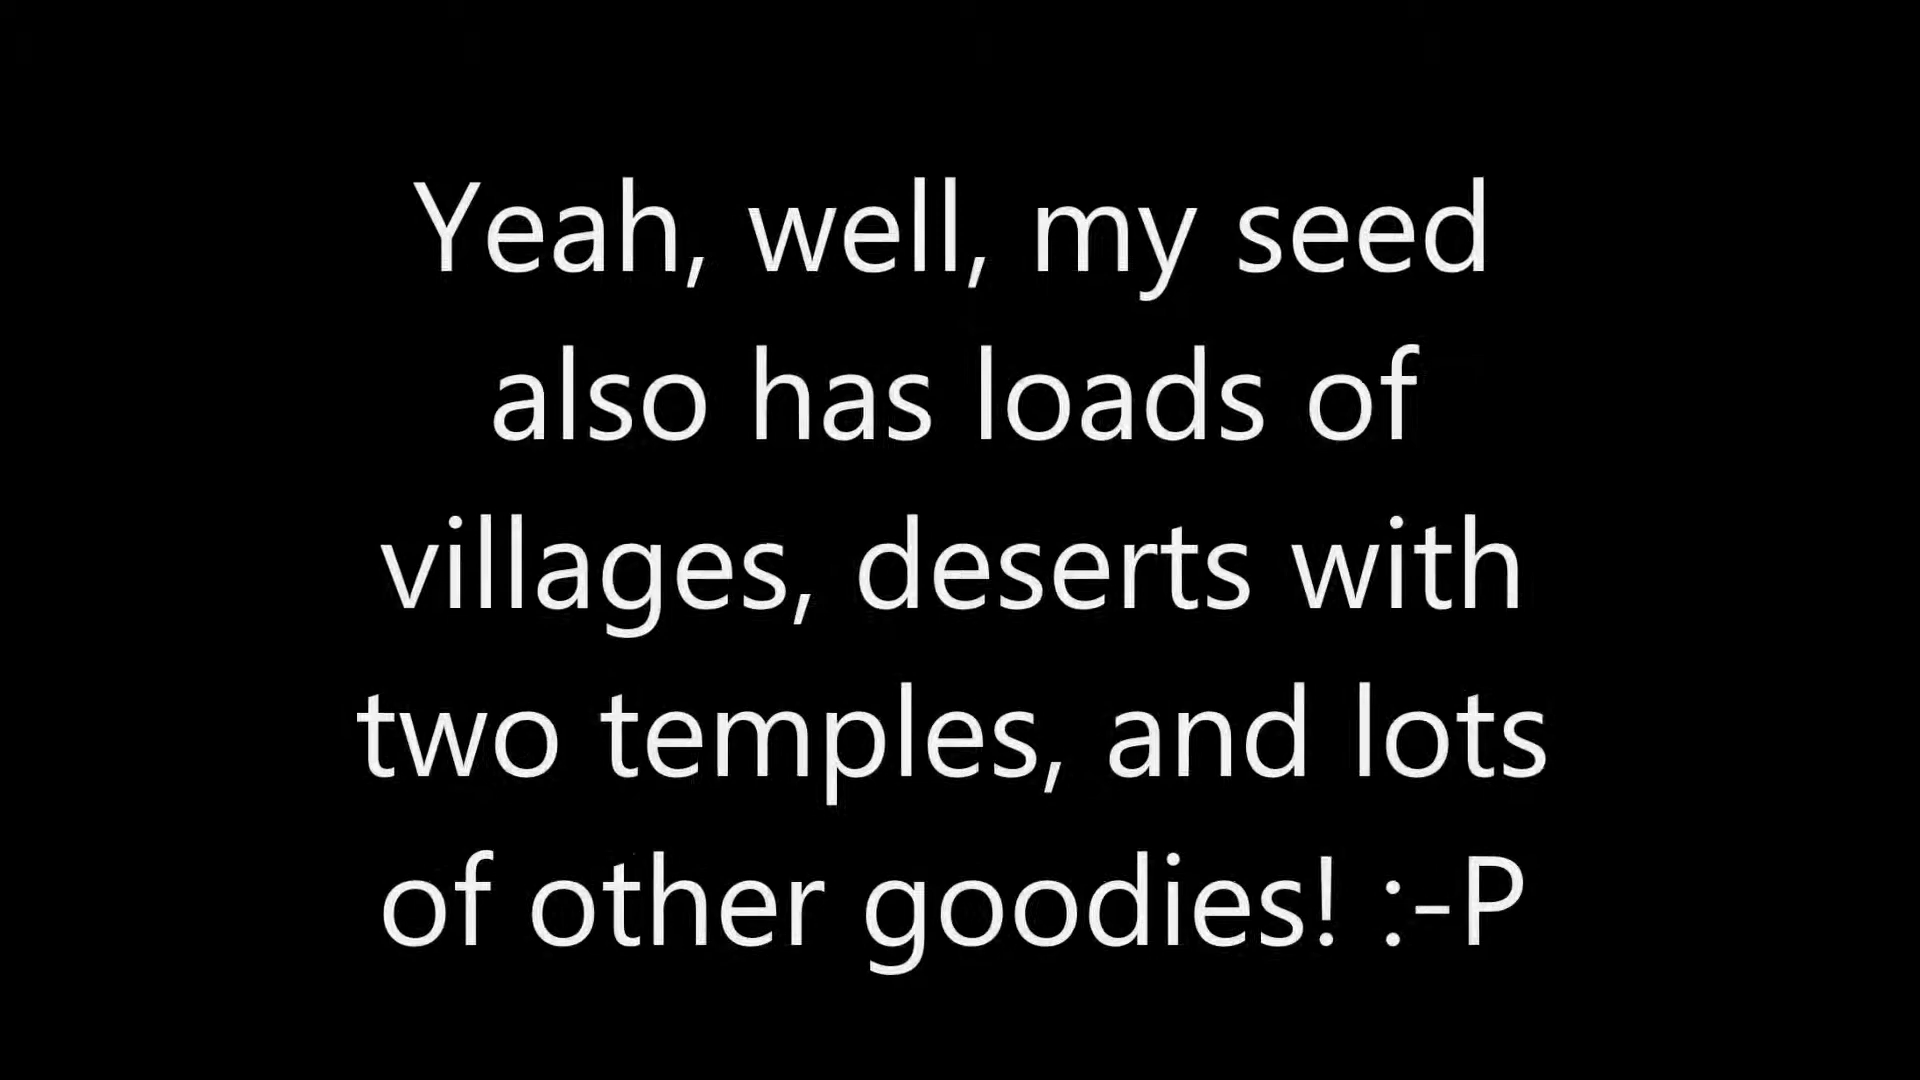 Yeah, well, my seed
also has loads of
villages, deserts with
two temples, and lots
of other goodies! :-P